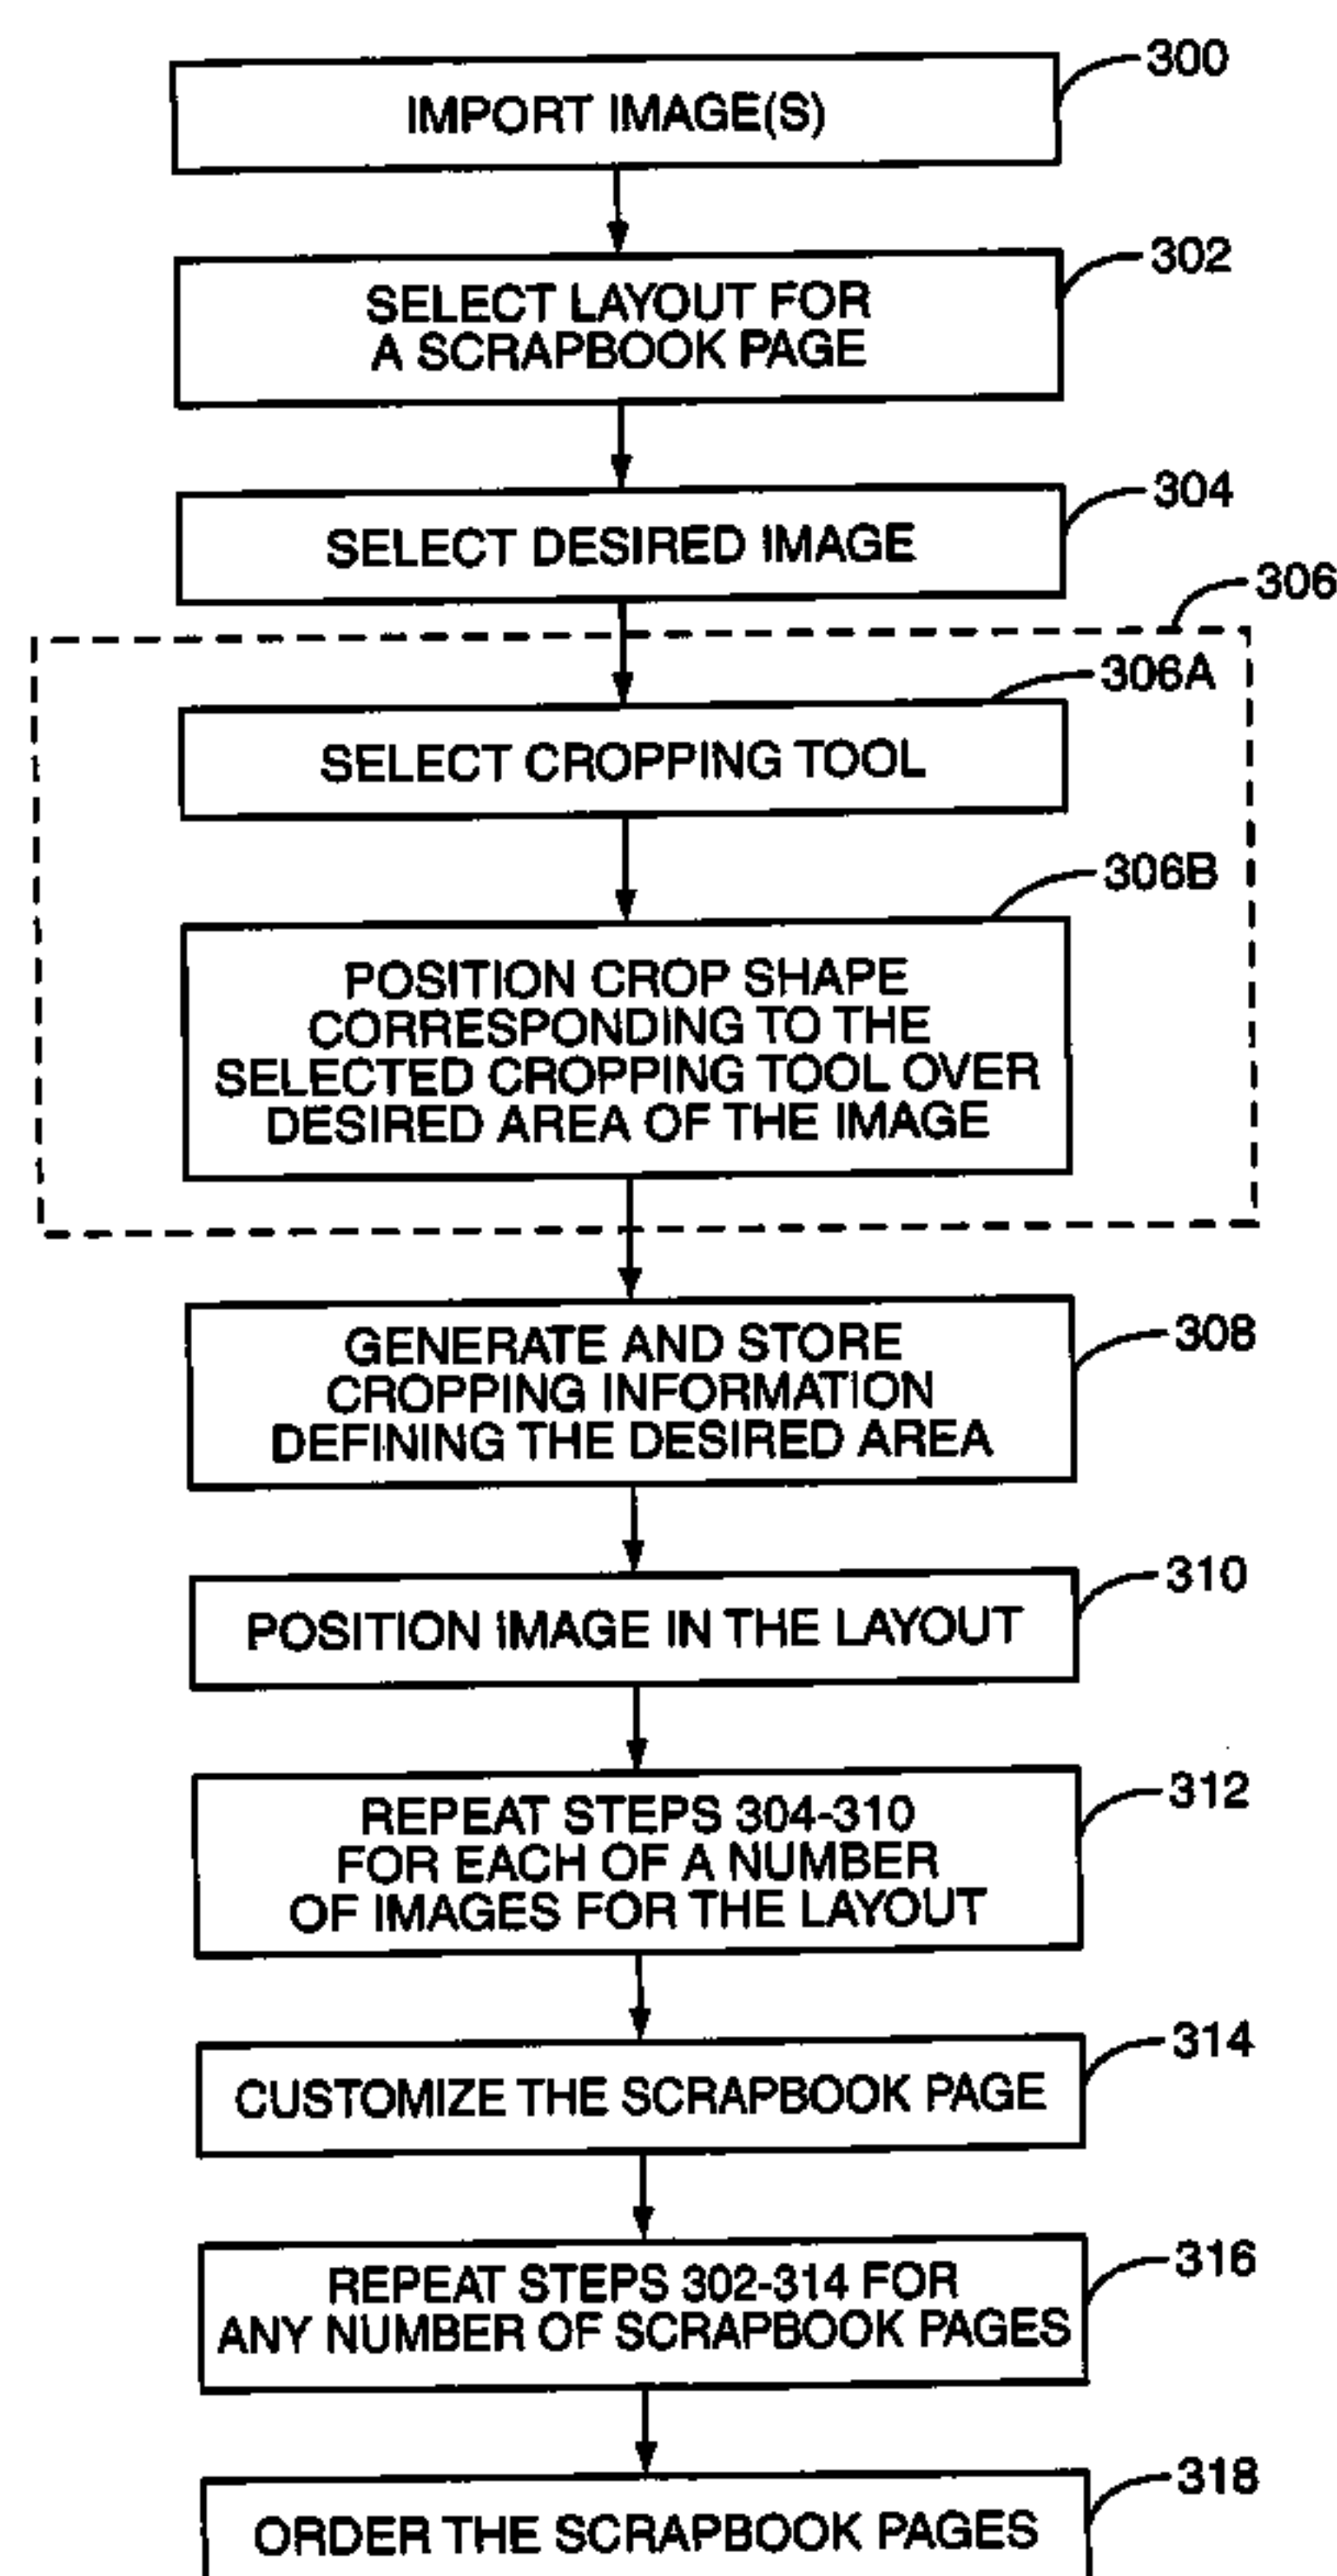 300
IMPORT IMAGE(S)
302
SELECT LAYOUT FOR
A SCRAPBOOK PAGE
304
SELECT DESIRED IMAGE
306
306A
SELECT CROPPING TOOL
306B
POSITION CROP SHAPE
CORRESPONDING TO THE
SELECTED CROPPING TOOL OVER
DESIRED AREA OF THE IMAGE
308
GENERATE AND STORE
CROPPING INFORMATION
DEFINING THE DESIRED AREA
310
POSITION IMAGE IN THE LAYOUT
312
REPEAT STEPS 304-310
FOR EACH OF A NUMBER
OF IMAGES FOR THE LAYOUT
314
CUSTOMIZE THE SCRAPBOOK PAGE
316
REPEAT STEPS 302-314 FOR
ANY NUMBER OF SCRAPBOOK PAGES
318
ORDER THE SCRAPBOOK PAGES